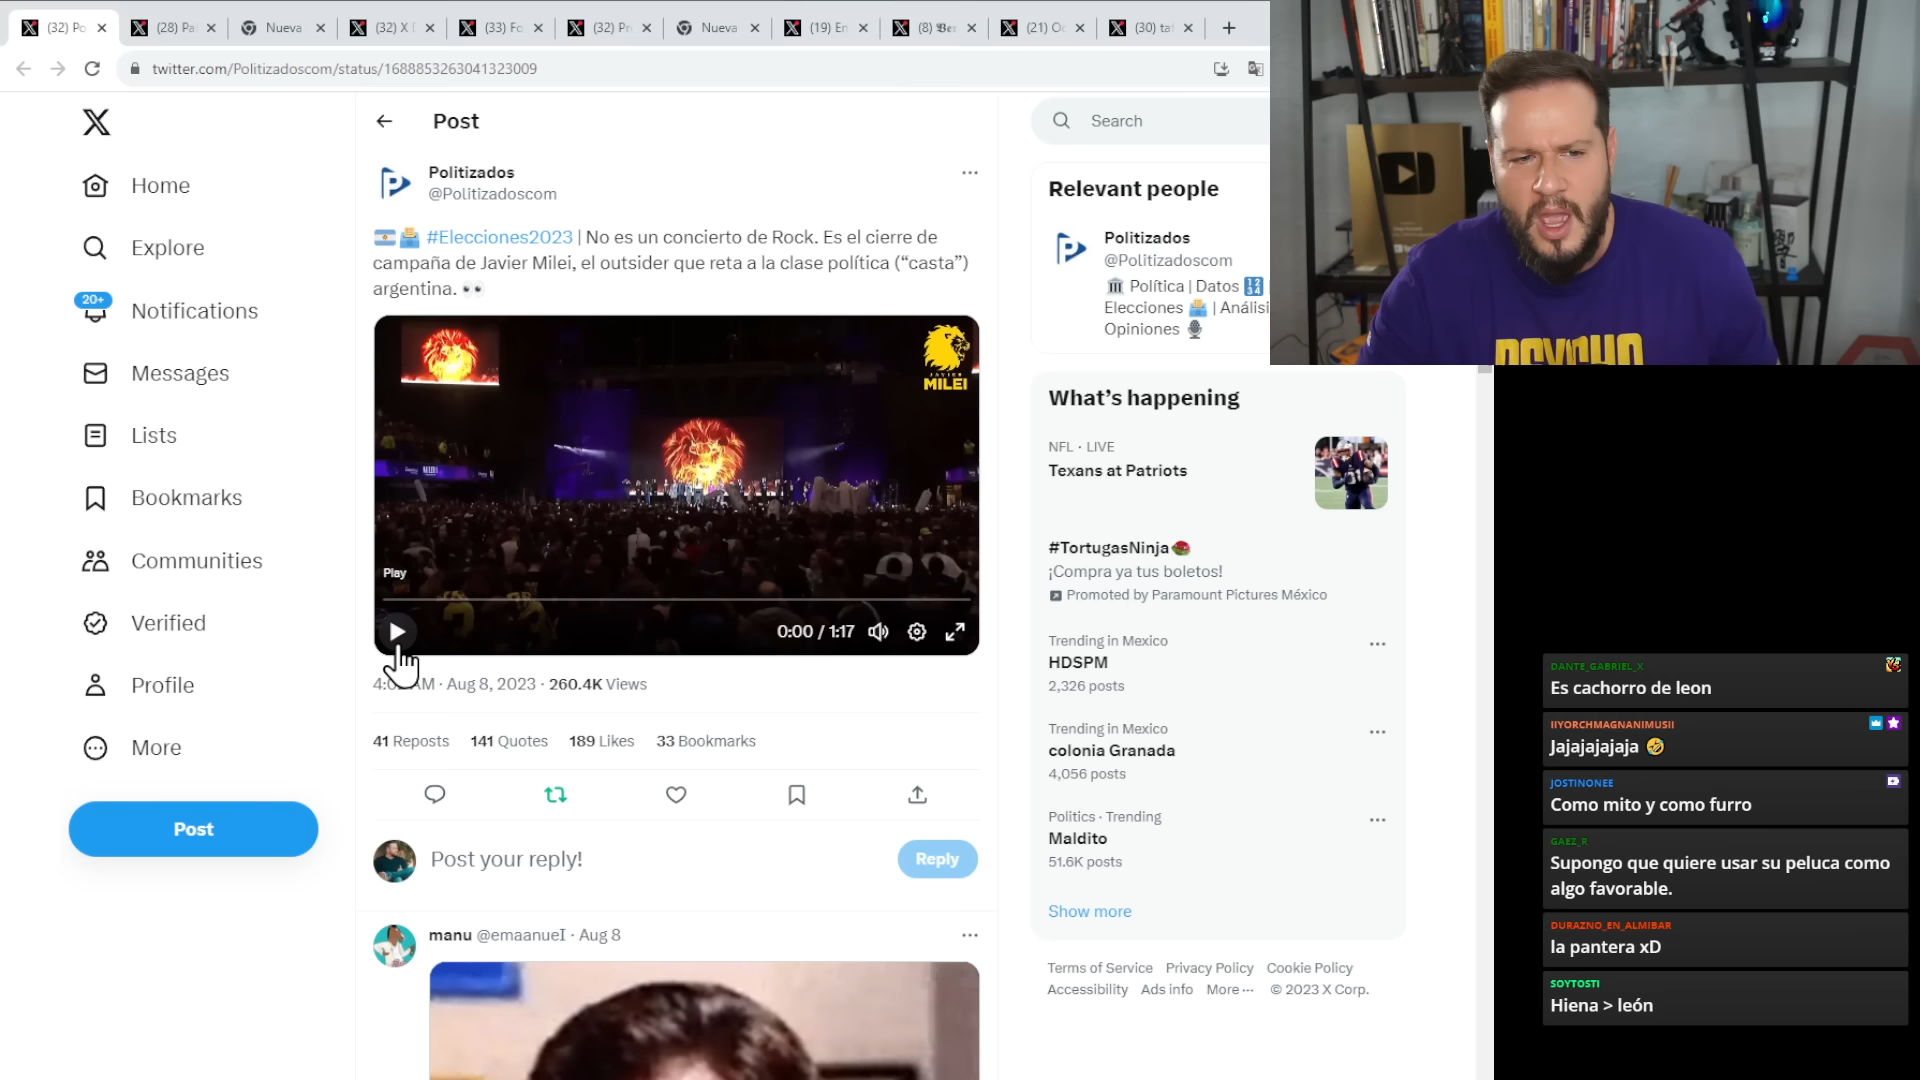 (32) Po
(28) Pa
Nueva
(32) X
(33) Fo
(32) Pr
Nueva
(19) En
(8) 𝕭𝖊
(21) O
(30) ta
twitter.com/Politizadoscom/status/1688853263041323009
Home
Explore
20+
Notifications
Messages
Lists
Bookmarks
Communities
Verified
Profile
More
Post
Post
Politizados
@Politizadoscom
#Elecciones2023 | No es un concierto de Rock. Es el cierre de
campaña de Javier Milei, el outsider que reta a la clase política (“casta”)
argentina. 👀
JAVIER
MILEI
Play
0:00 / 1:17
AM · Aug 8, 2023 · 260.4K Views
41 Reposts 141 Quotes 189 Likes 33 Bookmarks
Post your reply!
Reply
manu @emaanueI · Aug 8
Search
Relevant people
Politizados
@Politizadoscom
🏛️ Política | Datos 🔢
Elecciones 🗳️ | Análisi
Opiniones 🎙️
What’s happening
NFL · LIVE
Texans at Patriots
#TortugasNinja
¡Compra ya tus boletos!
Promoted by Paramount Pictures México
Trending in Mexico
HDSPM
2,326 posts
Trending in Mexico
colonia Granada
4,056 posts
Politics · Trending
Maldito
51.6K posts
Show more
Terms of Service Privacy Policy Cookie Policy
Accessibility Ads info More ··· © 2023 X Corp.
PSYCHO
DANTE_GABRIEL_X
Es cachorro de leon
IIYORCHMAGNANIMUSII
Jajajajajaja 🤣
JOSTINONEE
Como mito y como furro
GAEZ_R
Supongo que quiere usar su peluca como
algo favorable.
DURAZNO_EN_ALMIBAR
la pantera xD
SOYTOSTI
Hiena > león